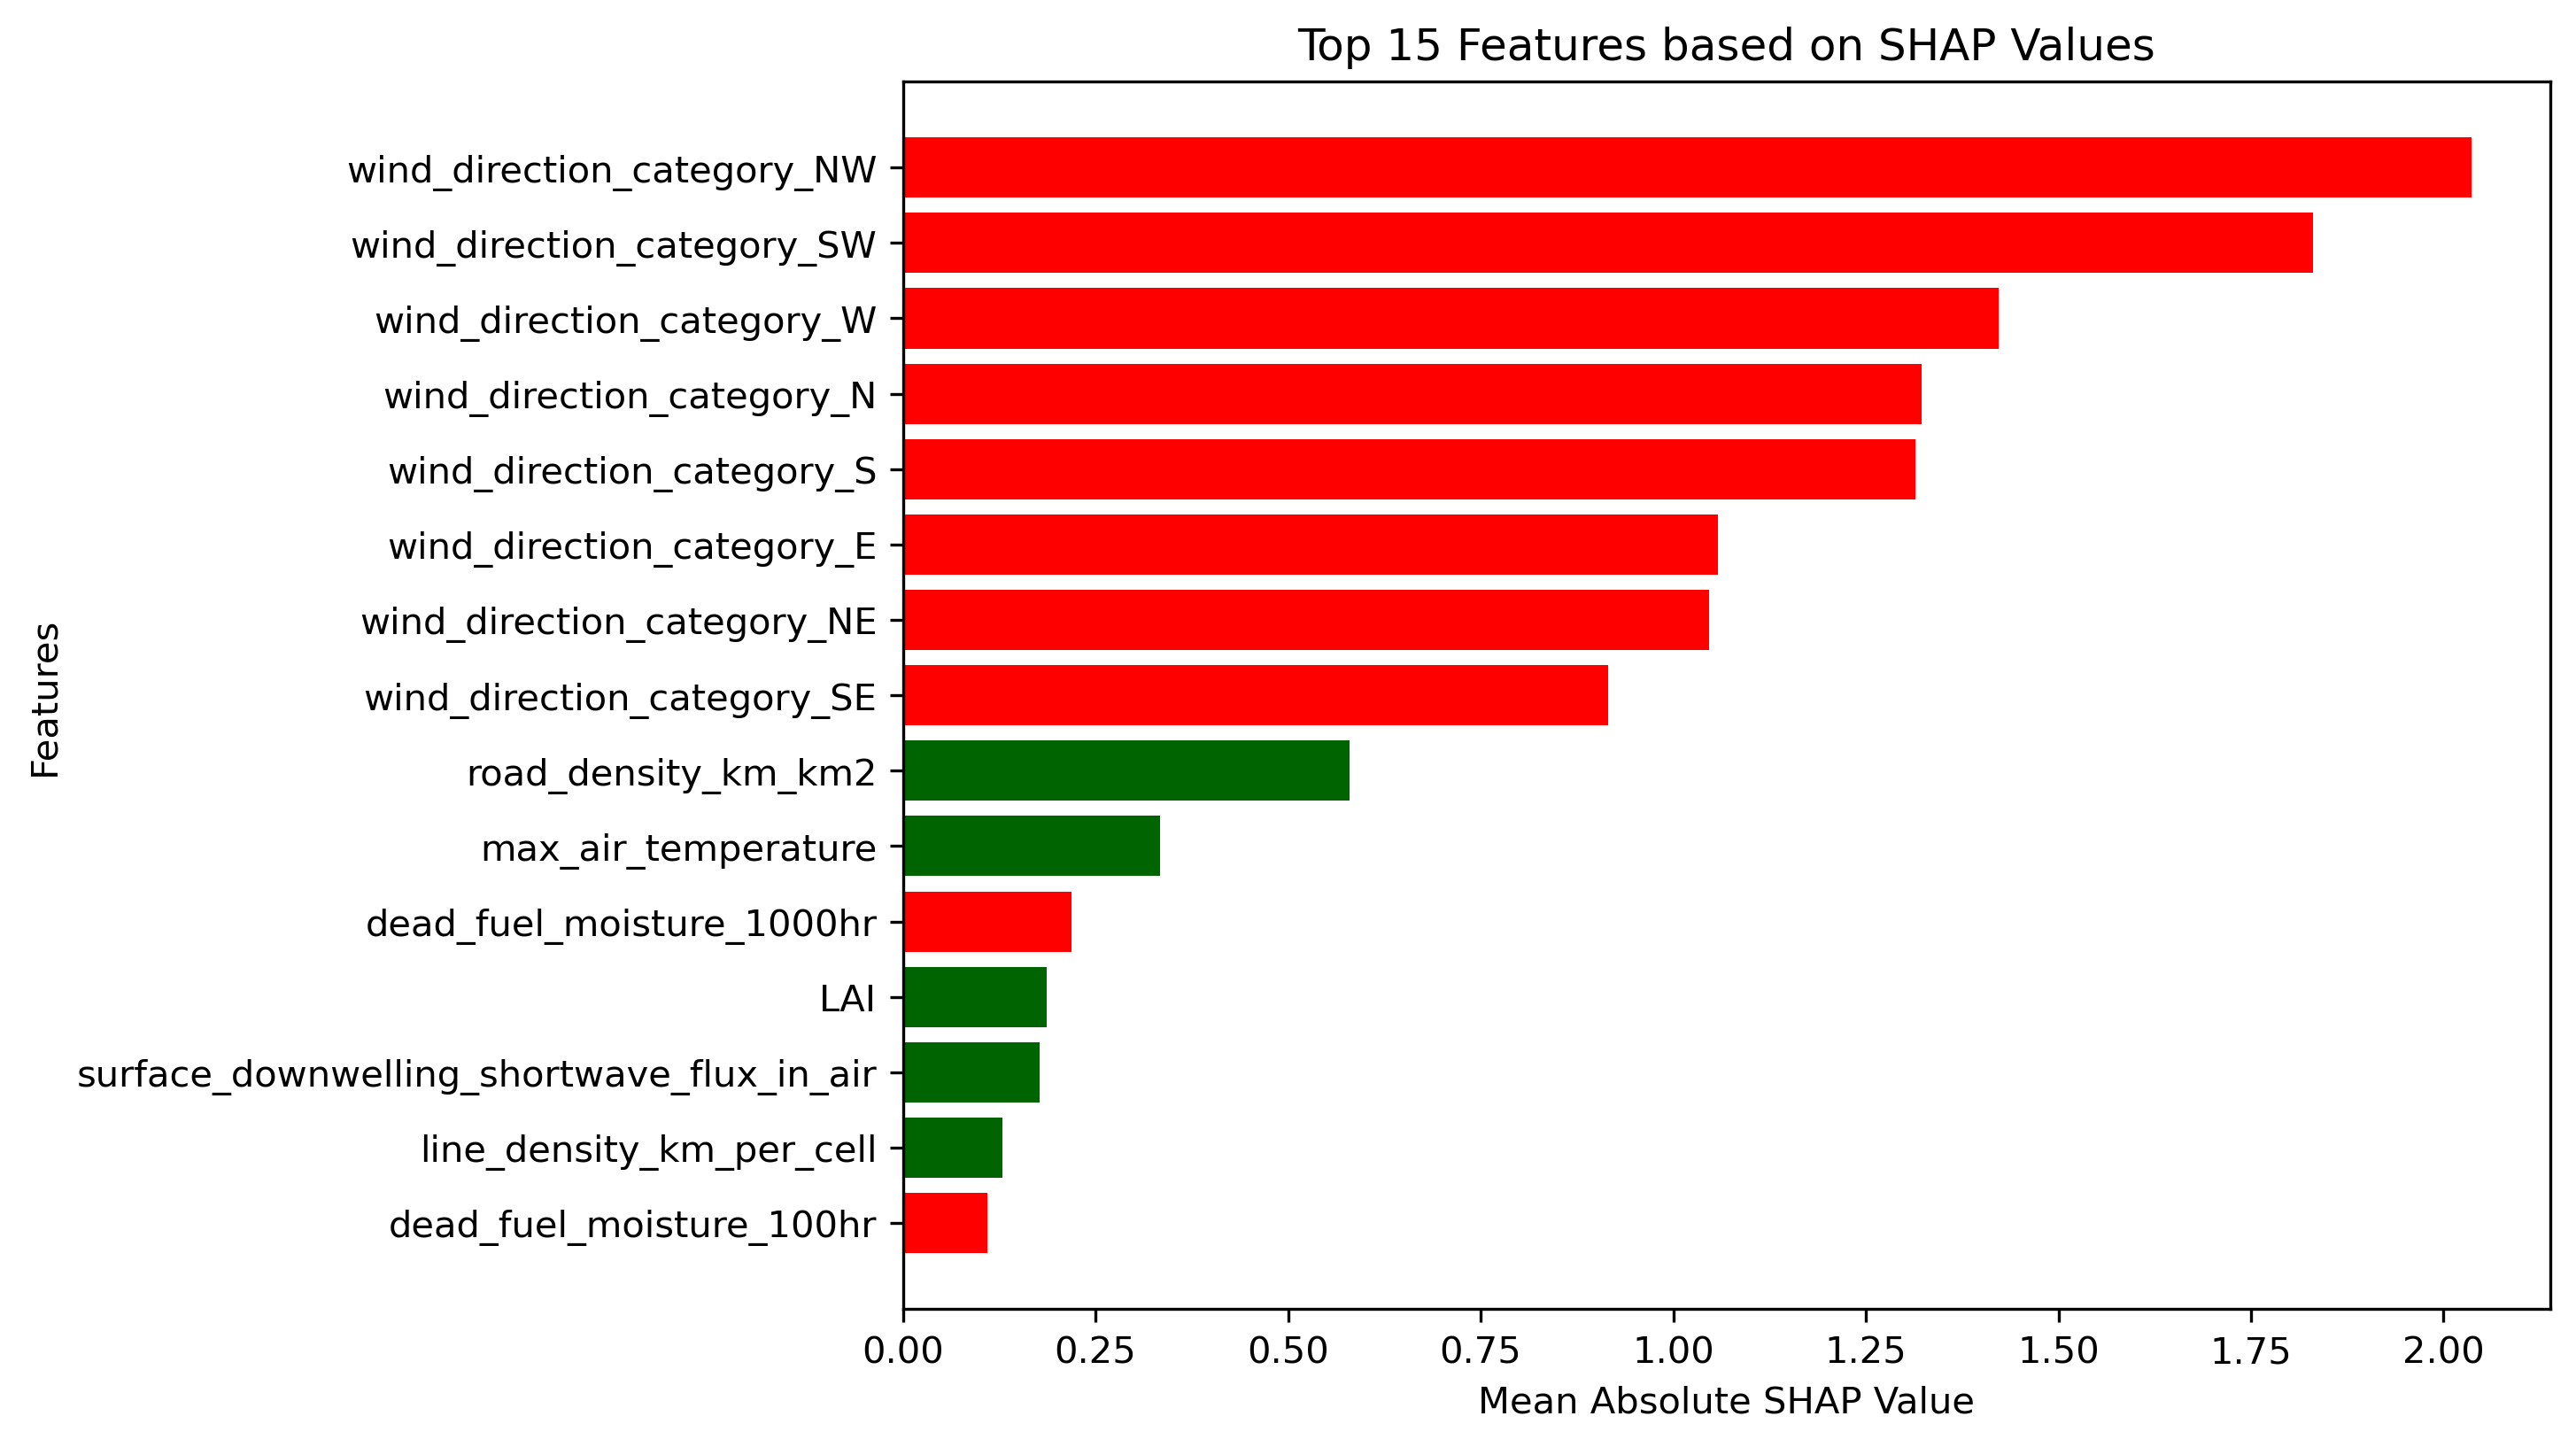 Top 15 Features based on SHAP Values
Features
wind_direction_category_NW
wind_direction_category_SW
wind_direction_category_W
wind_direction_category_N
wind_direction_category_S
wind_direction_category_E
wind_direction_category_NE
wind_direction_category_SE
road_density_km_km2
max_air_temperature
dead_fuel_moisture_1000hr
LAI
surface_downwelling_shortwave_flux_in_air
line_density_km_per_cell
dead_fuel_moisture_100hr
0.00 0.25 0.50 0.75 1.00 1.25 1.50 1.75 2.00
Mean Absolute SHAP Value